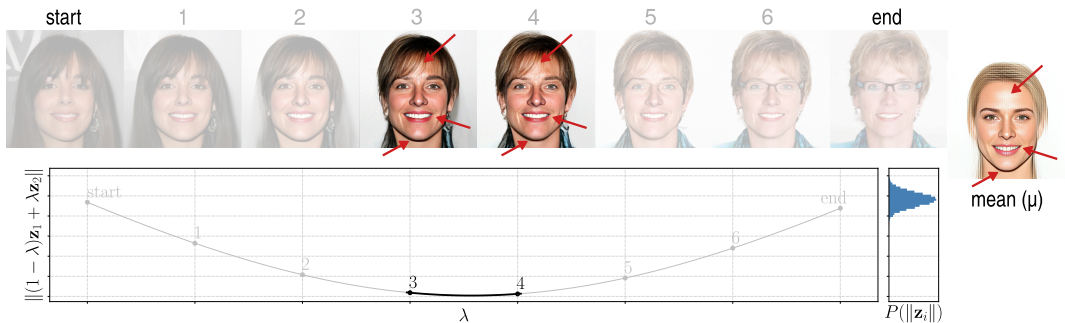 start 1 2 3 4 5 6 end
mean (μ)
‖(1 − λ)z₁ + λz₂‖
start
1
2
3
4
5
6
end
λ
P(‖zᵢ‖)